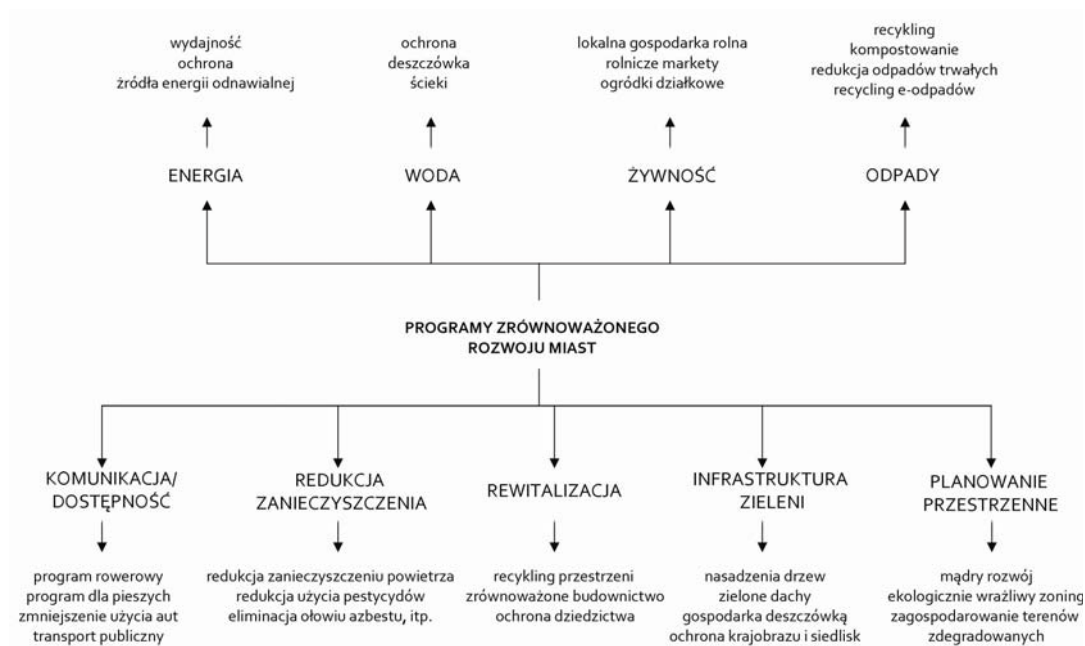 wydajność
ochrona
żródła energii odnawialnej
ochrona
deszczówka
ścieki
lokalna gospodarka rolna
rolnicze markety
ogródki działkowe
recykling
kompostowanie
redukcja odpadów trwałych
recycling e-odpadów
ENERGIA
WODA
ŻYWNOŚĆ
ODPADY
PROGRAMY ZRÓWNOWAŻONEGO
ROZWOJU MIAST
KOMUNIKACJA/
DOSTĘPNOŚĆ
REDUKCJA
ZANIECZYSZCZENIA
REWITALIZACJA
INFRASTRUKTURA
ZIELENI
PLANOWANIE
PRZESTRZENNE
program rowerowy
program dla pieszych
zmniejszenie użycia aut
transport publiczny
redukcja zanieczyszczeniu powietrza
redukcja użycia pestycydów
eliminacja ołowiu azbestu, itp.
recykling przestrzeni
zrównoważone budownictwo
ochrona dziedzictwa
nasadzenia drzew
zielone dachy
gospodarka deszczówką
ochrona krajobrazu i siedlisk
mądry rozwój
ekologicznie wrażliwy zoning
zagospodarowanie terenów
zdegradowanych